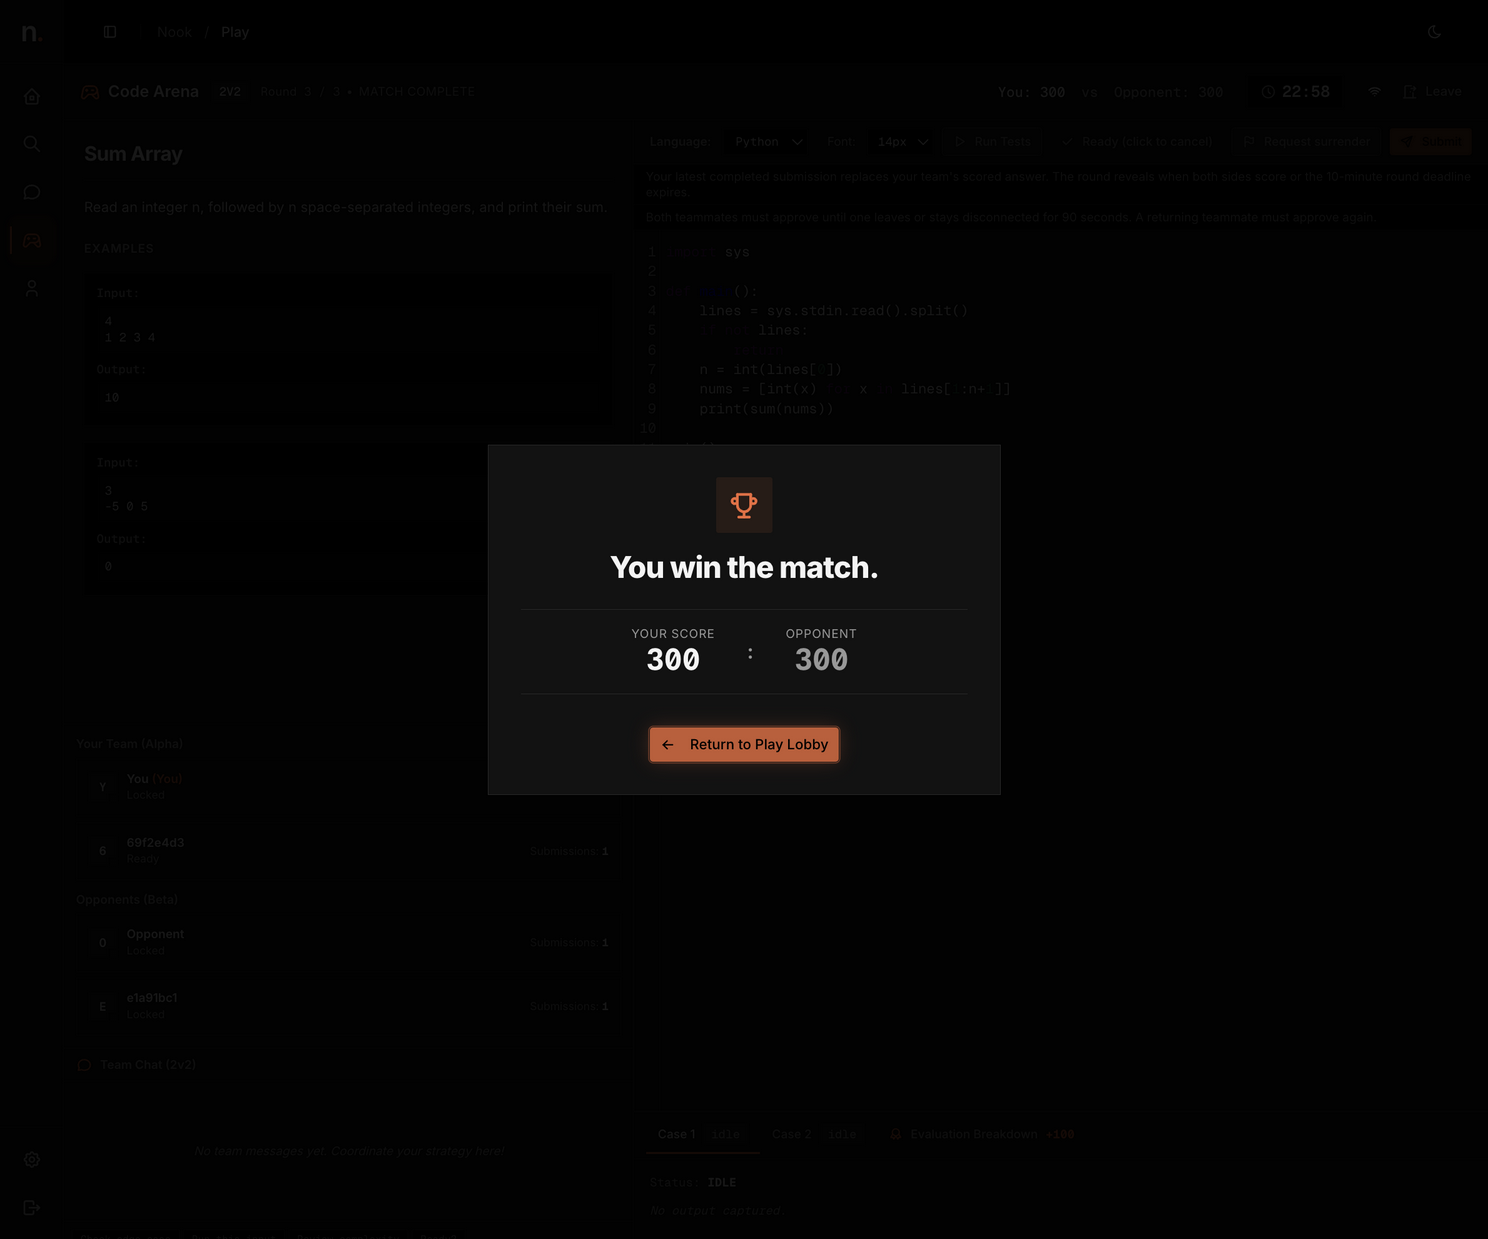 n.
Nook / Play
Code Arena 2V2 Round 3 / 3 • MATCH COMPLETE
You: 300 vs Opponent: 300
22:58
Leave
Sum Array
Read an integer n, followed by n space-separated integers, and print their sum.
EXAMPLES
Input:
4
1 2 3 4
Output:
10
Input:
3
-5 0 5
Output:
0
Language: Python Font: 14px Run Tests Ready (click to cancel) Request surrender Submit
Your latest completed submission replaces your team's scored answer. The round reveals when both sides score or the 10-minute round deadline
expires.
Both teammates must approve until one leaves or stays disconnected for 90 seconds. A returning teammate must approve again.
1 sys
2
3 ():
4 lines = sys.stdin.read().split()
5 lines:
6
7 n = int(lines[0])
8 nums = [int(x) x lines[:n+]]
9 print(sum(nums))
10
You win the match.
YOUR SCORE
300
:
OPPONENT
300
Return to Play Lobby
Your Team (Alpha)
Y You (You)
Locked
6 69f2e4d3
Ready
Submissions: 1
Opponents (Beta)
0 Opponent
Locked
Submissions: 1
E e1a91bc1
Locked
Submissions: 1
Team Chat (2v2)
No team messages yet. Coordinate your strategy here!
Case 1 idle Case 2 idle Evaluation Breakdown +100
Status: IDLE
No output captured.